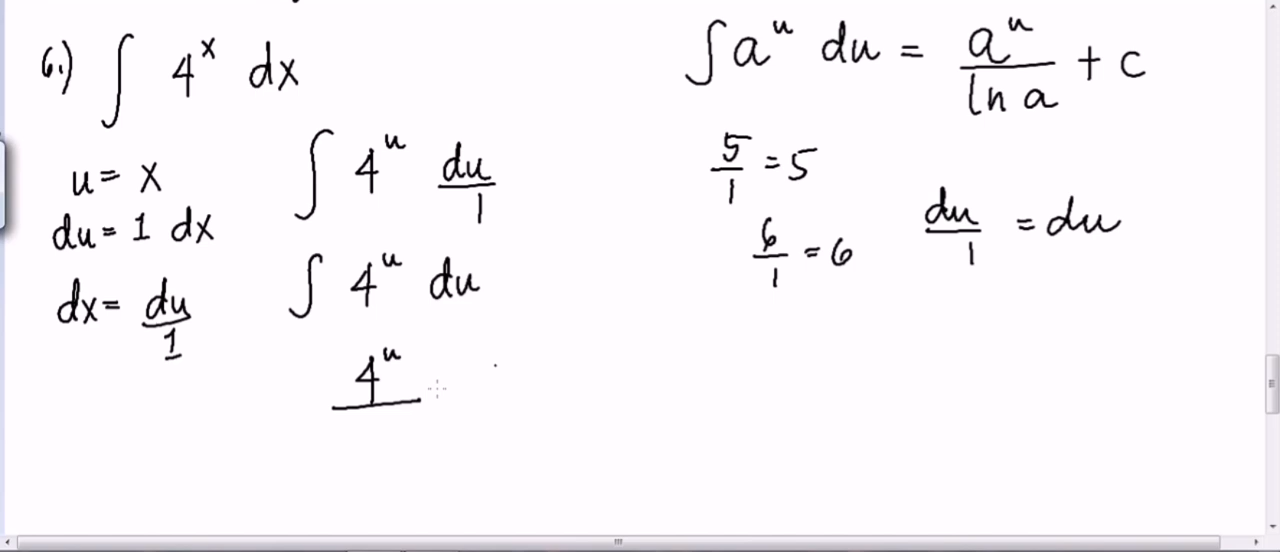 6.) ∫ 4^x dx
u = x
du = 1 dx
dx = du/1
∫ 4^u du/1
∫ 4^u du
4^u
∫ a^u du = a^u/ln a + c
5/1 = 5
6/1 = 6
du/1 = du